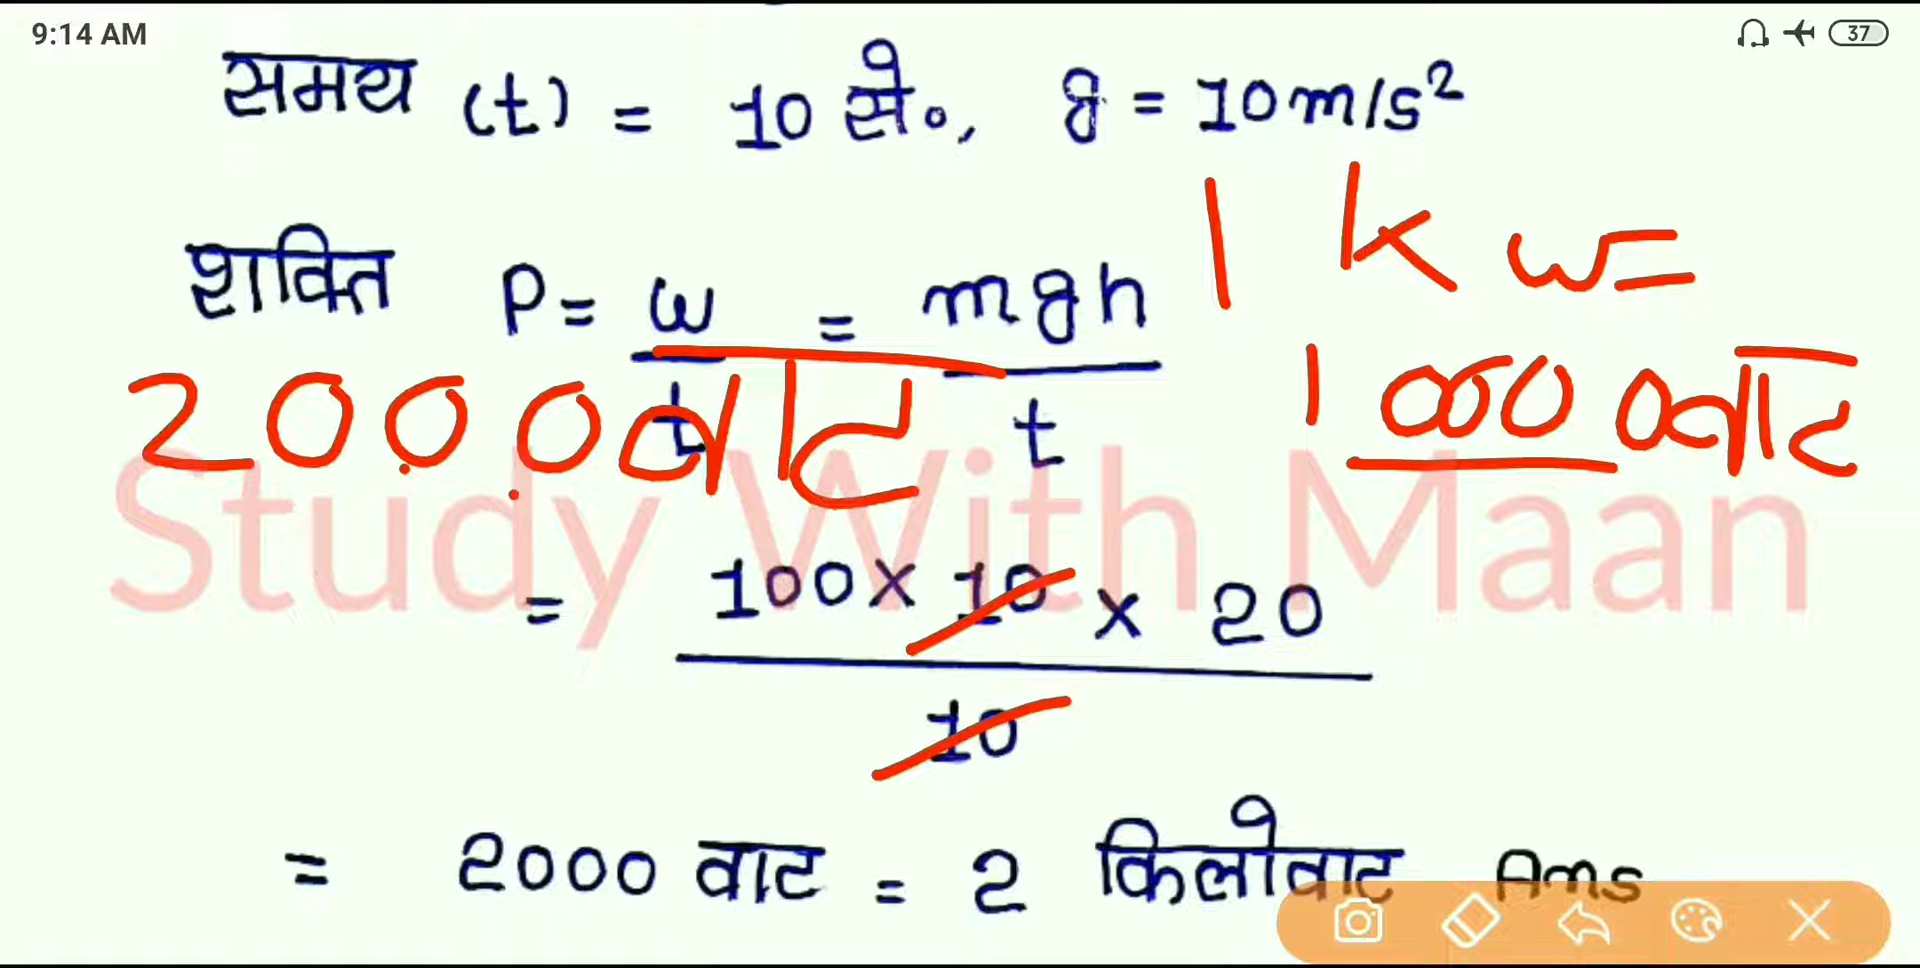 9:14 AM 37
समय (t) = 10 से०, g = 10 m/s²
शक्ति P = w/t = mgh/t
1 kw =
2000 वाट
1000 वाट
Study With Maan
= 100 x 10 x 20
10
= 2000 वाट = 2 किलोवाट Ans